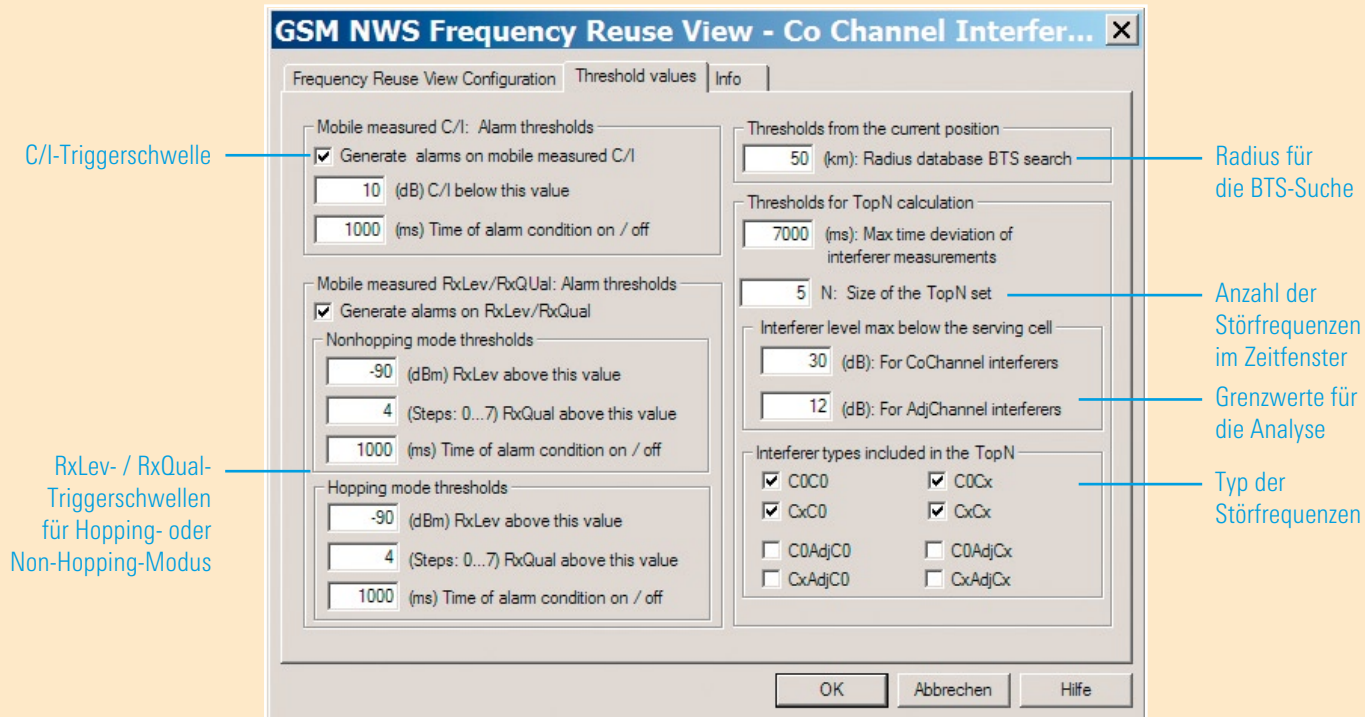 GSM NWS Frequency Reuse View - Co Channel Interfer...
Frequency Reuse View Configuration
Threshold values
Info
C/I-Triggerschwelle
Mobile measured C/I: Alarm thresholds
Generate alarms on mobile measured C/I
10 (dB) C/I below this value
1000 (ms) Time of alarm condition on / off
Mobile measured RxLev/RxQUal: Alarm thresholds
Generate alarms on RxLev/RxQual
Nonhopping mode thresholds
-90 (dBm) RxLev above this value
4 (Steps: 0...7) RxQual above this value
1000 (ms) Time of alarm condition on / off
RxLev- / RxQual-
Triggerschwellen
für Hopping- oder
Non-Hopping-Modus
Hopping mode thresholds
-90 (dBm) RxLev above this value
4 (Steps: 0...7) RxQual above this value
1000 (ms) Time of alarm condition on / off
Thresholds from the current position
50 (km): Radius database BTS search
Radius für
die BTS-Suche
Thresholds for TopN calculation
7000 (ms): Max time deviation of
interferer measurements
5 N: Size of the TopN set
Anzahl der
Störfrequenzen
im Zeitfenster
Interferer level max below the serving cell
30 (dB): For CoChannel interferers
12 (dB): For AdjChannel interferers
Grenzwerte für
die Analyse
Interferer types included in the TopN
C0C0 C0Cx
CxC0 CxCx
C0AdjC0 C0AdjCx
CxAdjC0 CxAdjCx
Typ der
Störfrequenzen
OK Abbrechen Hilfe